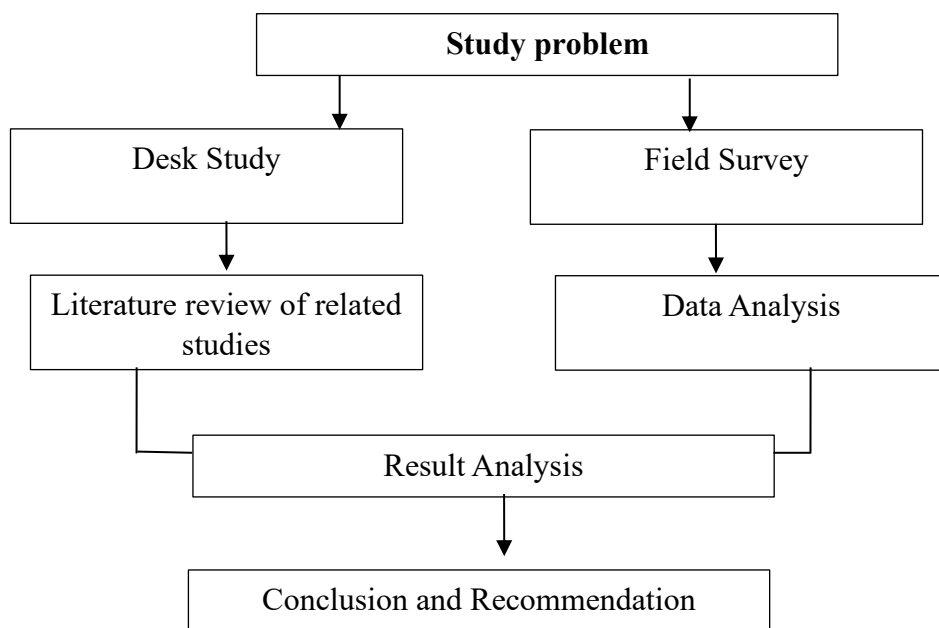 Study problem
Desk Study
Field Survey
Literature review of related
studies
Data Analysis
Result Analysis
Conclusion and Recommendation